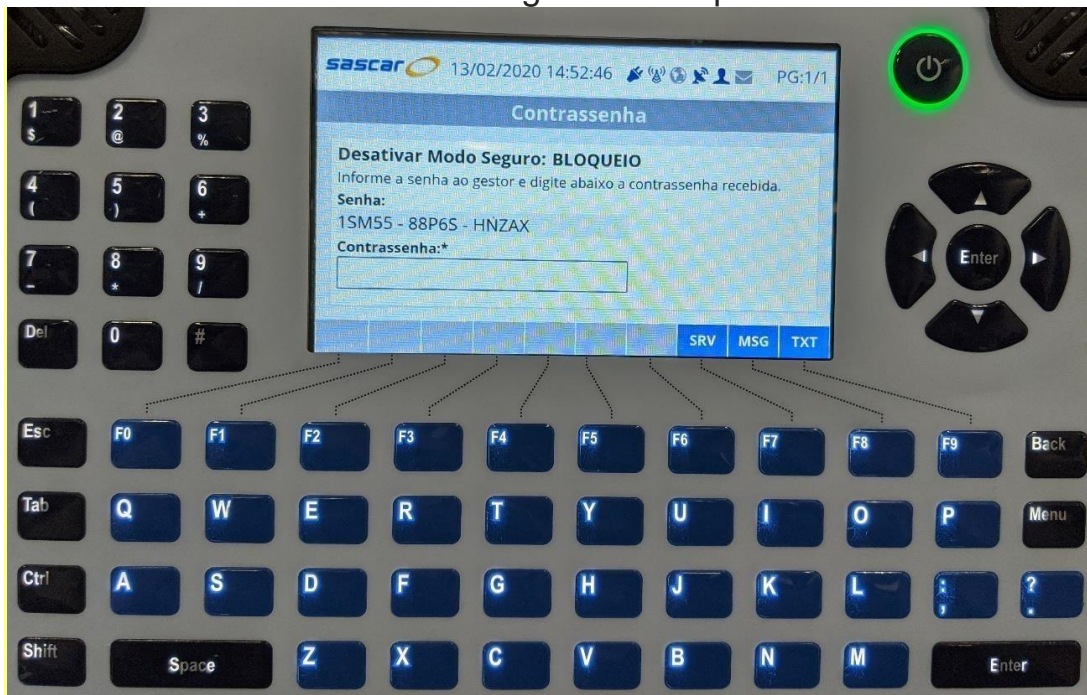 sascar 13/02/2020 14:52:46 PG:1/1
Contrassenha
Desativar Modo Seguro: BLOQUEIO
Informe a senha ao gestor e digite abaixo a contrassenha recebida.
Senha:
1SM55 - 88P6S - HNZAX
Contrassenha:*
SRV MSG TXT
1 2 3
$ @ %
4 5 6
( ) +
7 8 9
- * /
Del 0 #
Enter
Esc F0 F1 F2 F3 F4 F5 F6 F7 F8 F9 Back
Tab Q W E R T Y U I O P Menu
Ctrl A S D F G H J K L ; ?
, .
Shift Space Z X C V B N M Enter